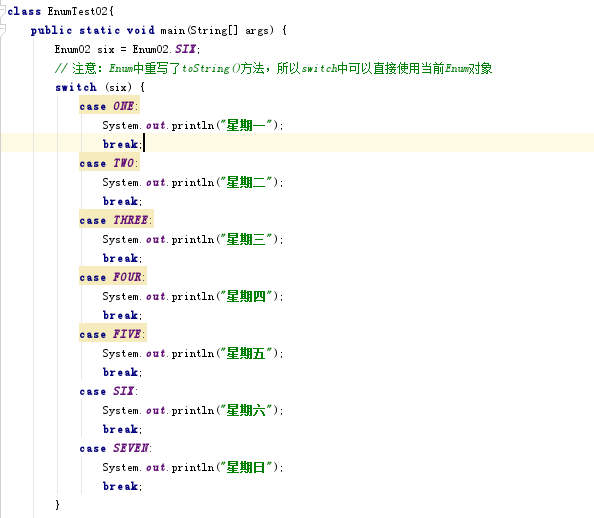 class EnumTest02{
public static void main(String[] args) {
Enum02 six = Enum02.SIX;
// 注意：Enum中重写了toString()方法，所以switch中可以直接使用当前Enum对象
switch (six) {
case ONE:
System.out.println("星期一");
break;
case TWO:
System.out.println("星期二");
break;
case THREE:
System.out.println("星期三");
break;
case FOUR:
System.out.println("星期四");
break;
case FIVE:
System.out.println("星期五");
break;
case SIX:
System.out.println("星期六");
break;
case SEVEN:
System.out.println("星期日");
break;
}